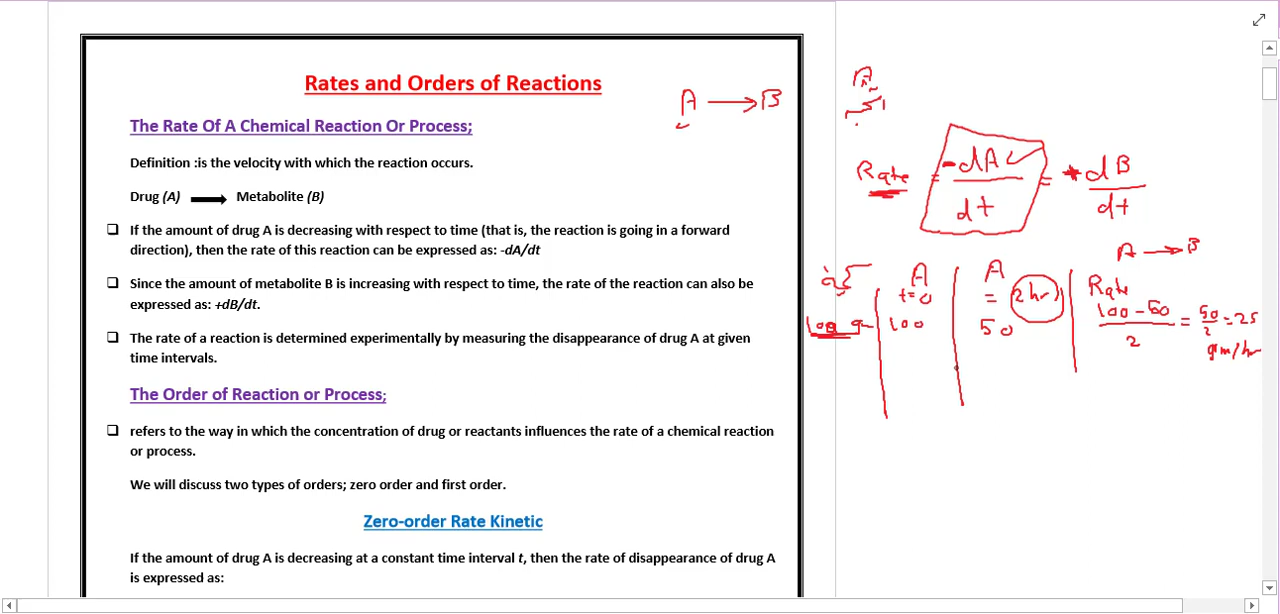 Rates and Orders of Reactions
A → B
The Rate Of A Chemical Reaction Or Process;
Definition :is the velocity with which the reaction occurs.
Drug (A) → Metabolite (B)
❑ If the amount of drug A is decreasing with respect to time (that is, the reaction is going in a forward
direction), then the rate of this reaction can be expressed as: -dA/dt
❑ Since the amount of metabolite B is increasing with respect to time, the rate of the reaction can also be
expressed as: +dB/dt.
❑ The rate of a reaction is determined experimentally by measuring the disappearance of drug A at given
time intervals.
The Order of Reaction or Process;
❑ refers to the way in which the concentration of drug or reactants influences the rate of a chemical reaction
or process.
We will discuss two types of orders; zero order and first order.
Zero-order Rate Kinetic
If the amount of drug A is decreasing at a constant time interval t, then the rate of disappearance of drug A
is expressed as:
A
Rate = -dA/dt = +dB/dt
A → B
A
t=0
100
A
= 2 hr
50
Rate
100 - 50 / 2 = 50/2 = 25
gm/hr
100